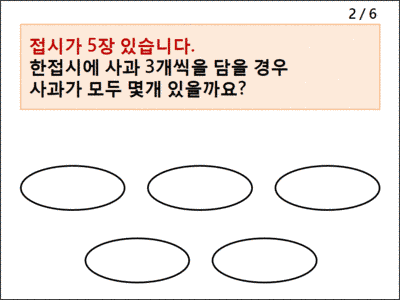 2 / 6
접시가 5장 있습니다.
한접시에 사과 3개씩을 담을 경우
사과가 모두 몇개 있을까요?